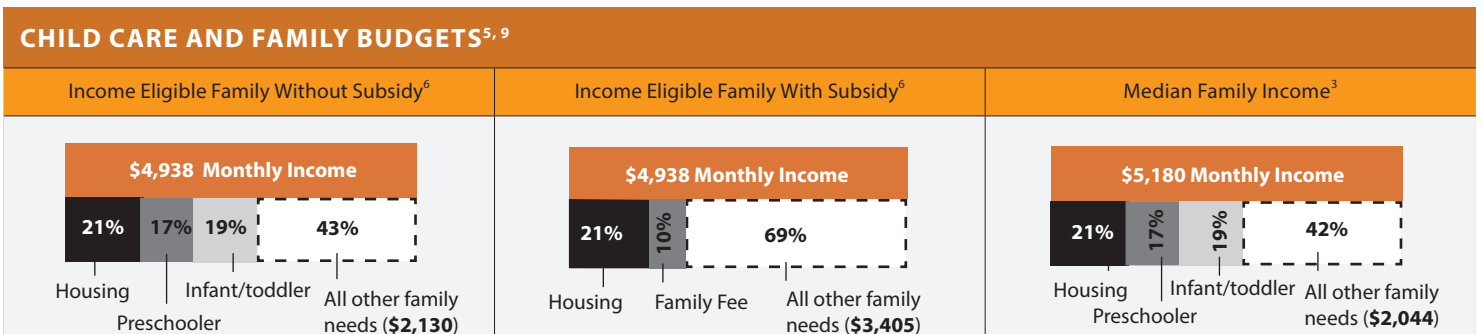 CHILD CARE AND FAMILY BUDGETS5, 9
Income Eligible Family Without Subsidy6
$4,938 Monthly Income
21% 17% 19% 43%
Housing
Preschooler
Infant/toddler
All other family
needs ($2,130)
Income Eligible Family With Subsidy6
$4,938 Monthly Income
21% 10% 69%
Housing
Family Fee
All other family
needs ($3,405)
Median Family Income3
$5,180 Monthly Income
21% 17% 19% 42%
Housing
Preschooler
Infant/toddler
All other family
needs ($2,044)